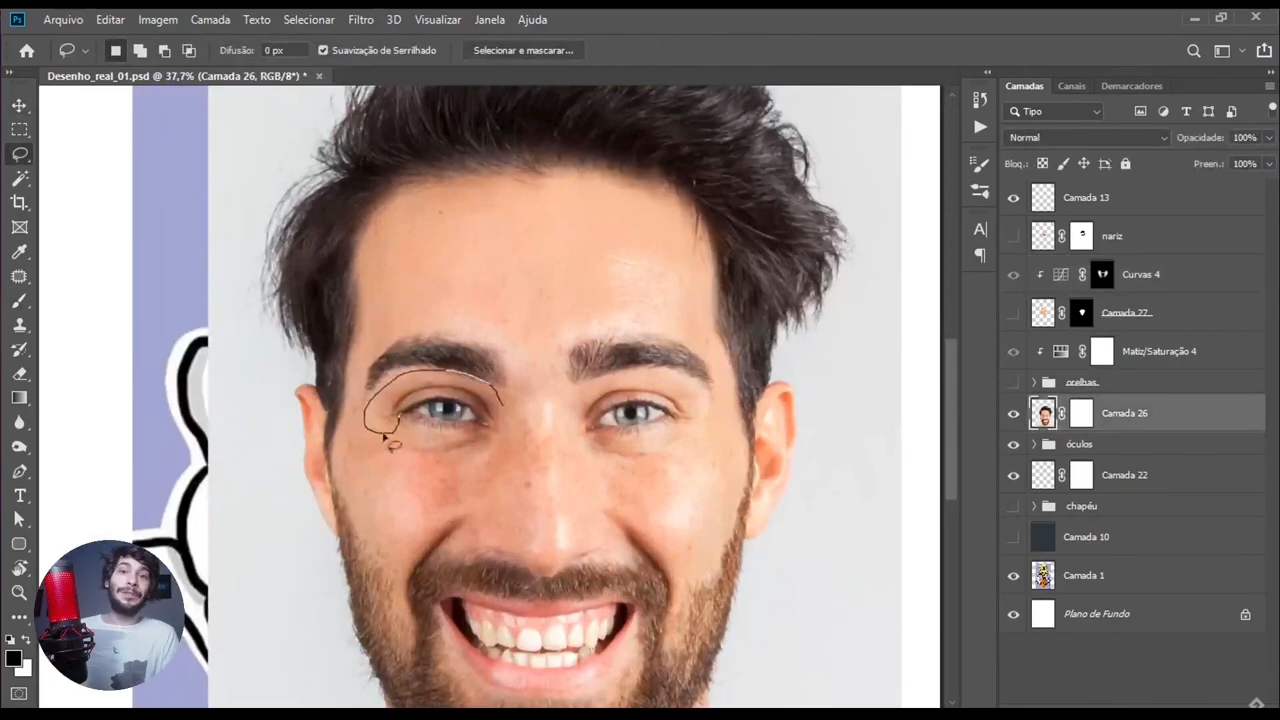 Ps Arquivo Editar Imagem Camada Texto Selecionar Filtro 3D Visualizar Janela Ajuda
Difusão: 0 px Suavização de Serrilhado Selecionar e mascarar...
Desenho_real_01.psd @ 37,7% (Camada 26, RGB/8*) * ×
Camadas Canais Demarcadores
Tipo
Normal Opacidade: 100%
Bloq.: Preen.: 100%
Camada 13
nariz
Curvas 4
Camada 27
Matiz/Saturação 4
orelhas
Camada 26
óculos
Camada 22
chapéu
Camada 10
Camada 1
Plano de Fundo